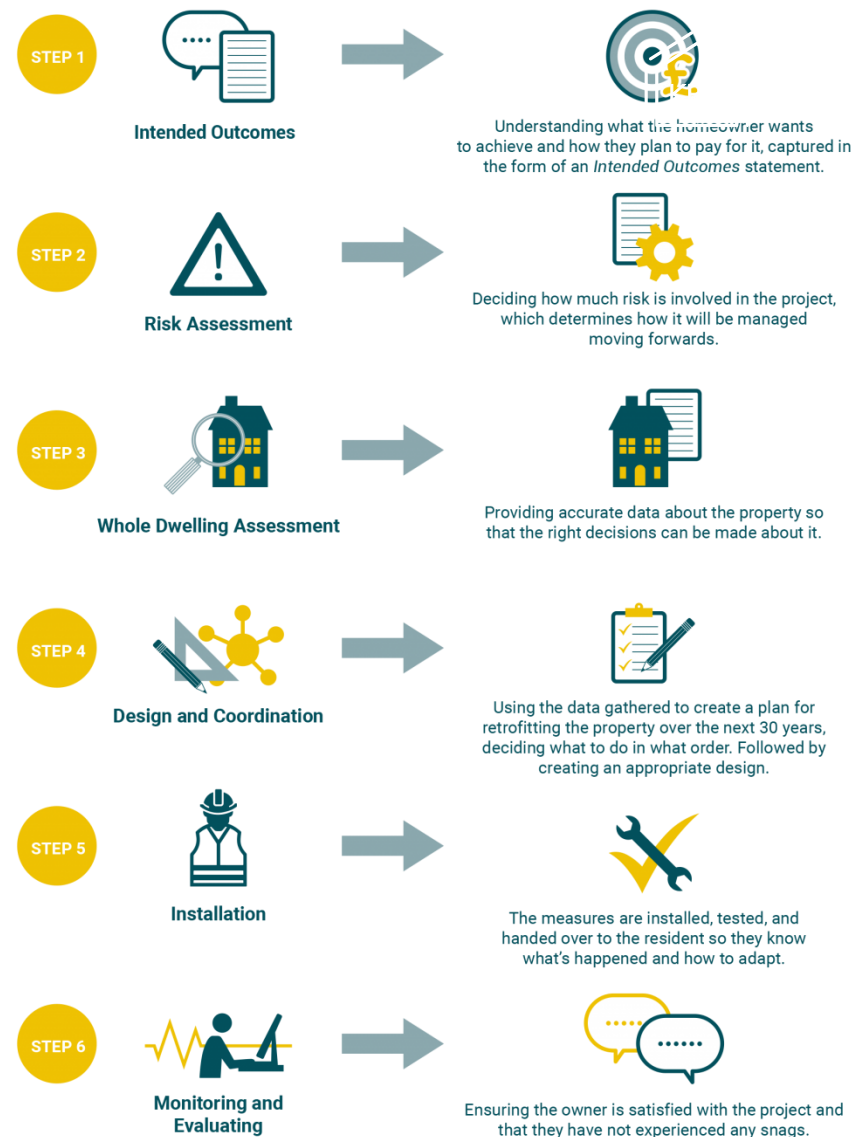 STEP 1
Intended Outcomes
Understanding what the homeowner wants
to achieve and how they plan to pay for it, captured in
the form of an Intended Outcomes statement.
STEP 2
Risk Assessment
Deciding how much risk is involved in the project,
which determines how it will be managed
moving forwards.
STEP 3
Whole Dwelling Assessment
Providing accurate data about the property so
that the right decisions can be made about it.
STEP 4
Design and Coordination
Using the data gathered to create a plan for
retrofitting the property over the next 30 years,
deciding what to do in what order. Followed by
creating an appropriate design.
STEP 5
Installation
The measures are installed, tested, and
handed over to the resident so they know
what's happened and how to adapt.
STEP 6
Monitoring and
Evaluating
Ensuring the owner is satisfied with the project and
that they have not experienced any snags.